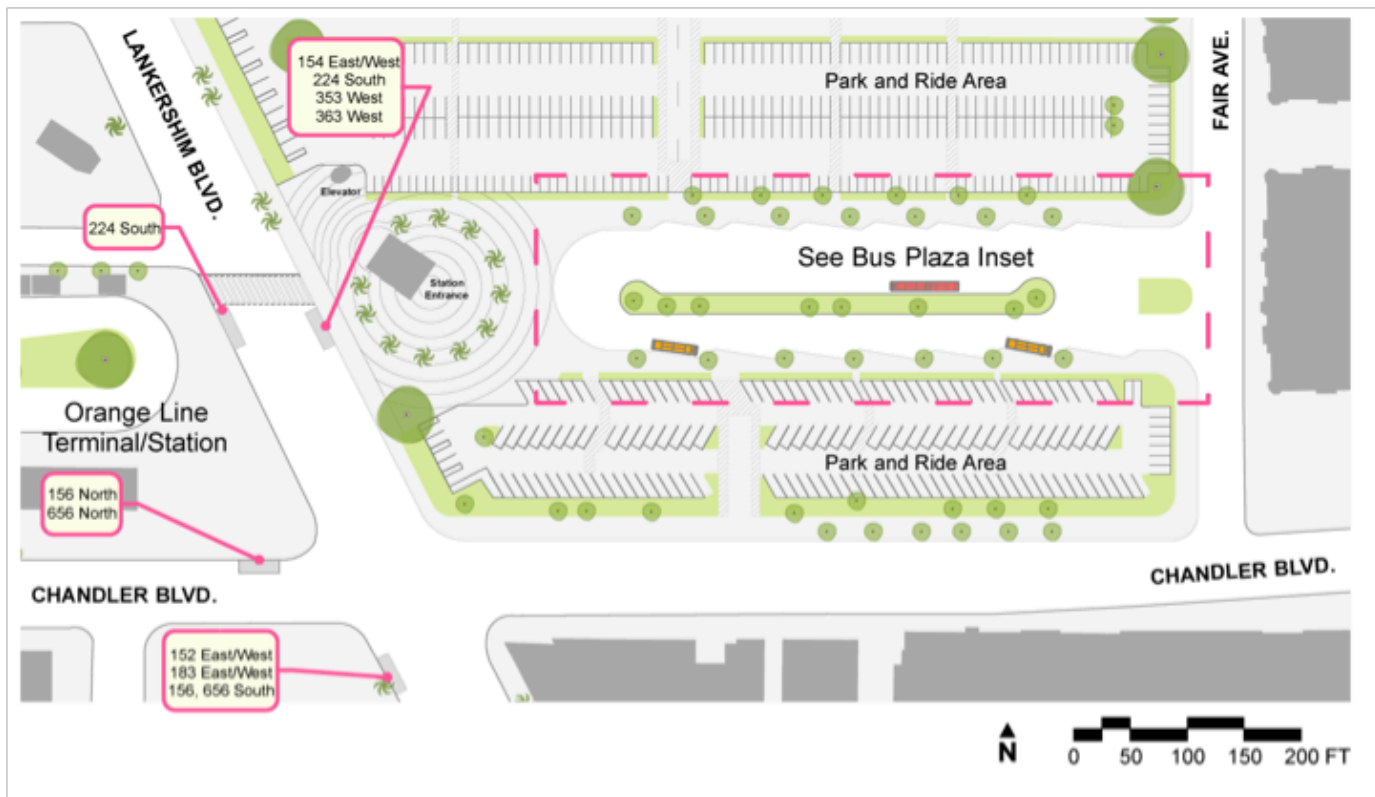 LANKERSHIM BLVD.
154 East/West
224 South
353 West
363 West
Park and Ride Area
FAIR AVE.
Elevator
224 South
See Bus Plaza Inset
Station
Entrance
Orange Line
Terminal/Station
156 North
656 North
Park and Ride Area
CHANDLER BLVD.
CHANDLER BLVD.
152 East/West
183 East/West
156, 656 South
N
0 50 100 150 200 FT